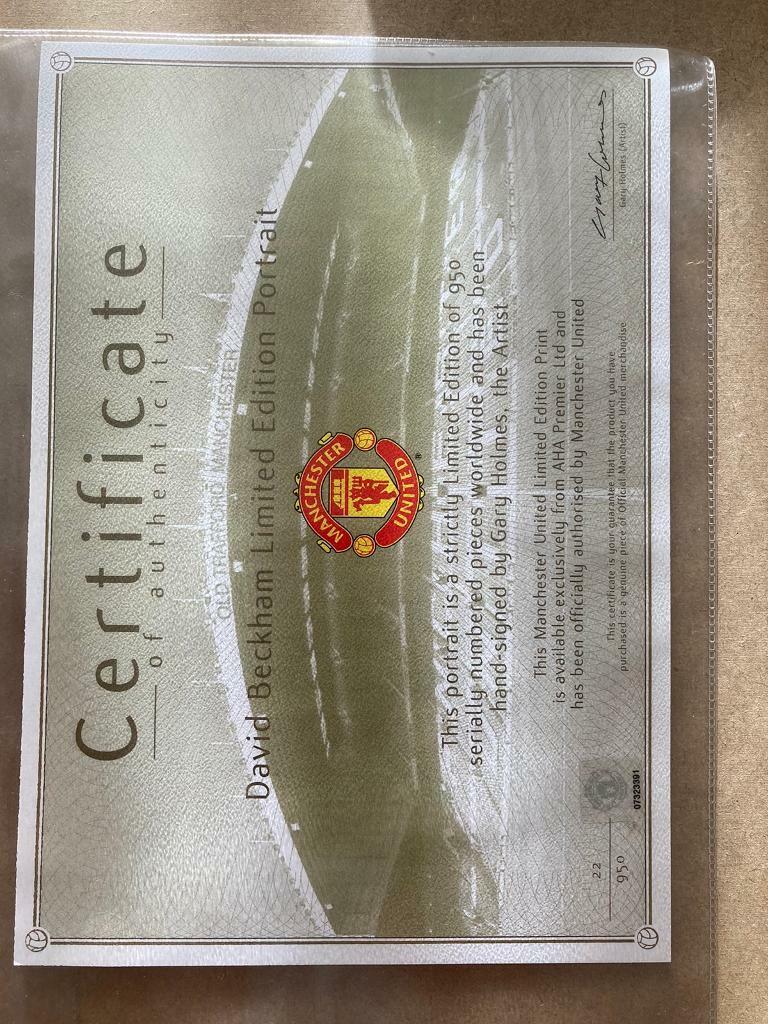 Certificate
of authenticity
OLD TRAFFORD MANCHESTER
David Beckham Limited Edition Portrait
MANCHESTER
UNITED
®
This portrait is a strictly Limited Edition of 950
serially numbered pieces worldwide and has been
hand-signed by Gary Holmes, the Artist
This Manchester United Limited Edition Print
is available exclusively from AHA Premier Ltd and
has been officially authorised by Manchester United
This certificate is your guarantee that the product you have
purchased is a genuine piece of Official Manchester United merchandise
22
950
07323391
Gary Holmes
Gary Holmes (Artist)